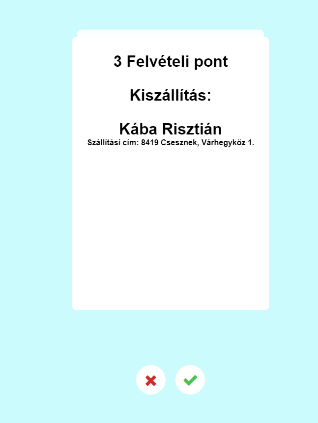 3 Felvételi pont
Kiszállítás:
Kába Risztián
Szállítási cím: 8419 Csesznek, Várhegyköz 1.